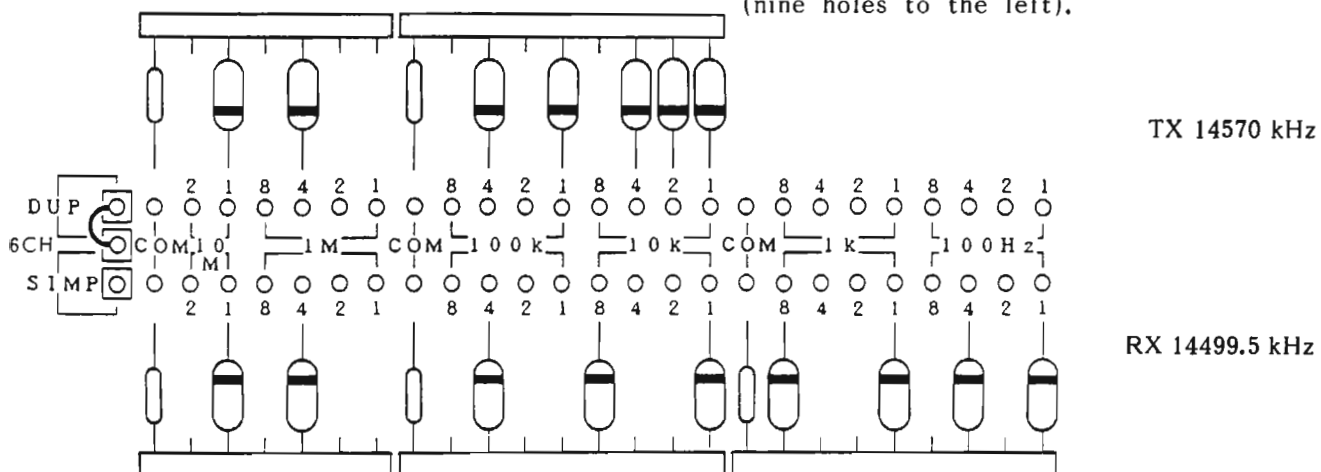 (nine holes to the left).
TX 14570 kHz
2 1 8 4 2 1 8 4 2 1 8 4 2 1 8 4 2 1 8 4 2 1
DUP
6CH COM 10M 1M COM 100k 10k COM 1k 100Hz
SIMP
2 1 8 4 2 1 8 4 2 1 8 4 2 1 8 4 2 1 8 4 2 1
RX 14499.5 kHz